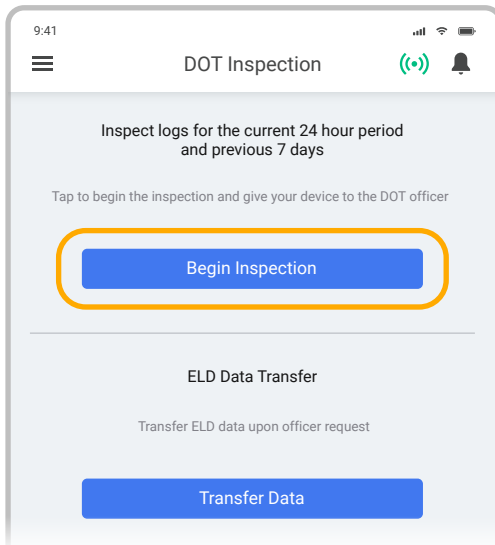 9:41
DOT Inspection
Inspect logs for the current 24 hour period
and previous 7 days
Tap to begin the inspection and give your device to the DOT officer
Begin Inspection
ELD Data Transfer
Transfer ELD data upon officer request
Transfer Data